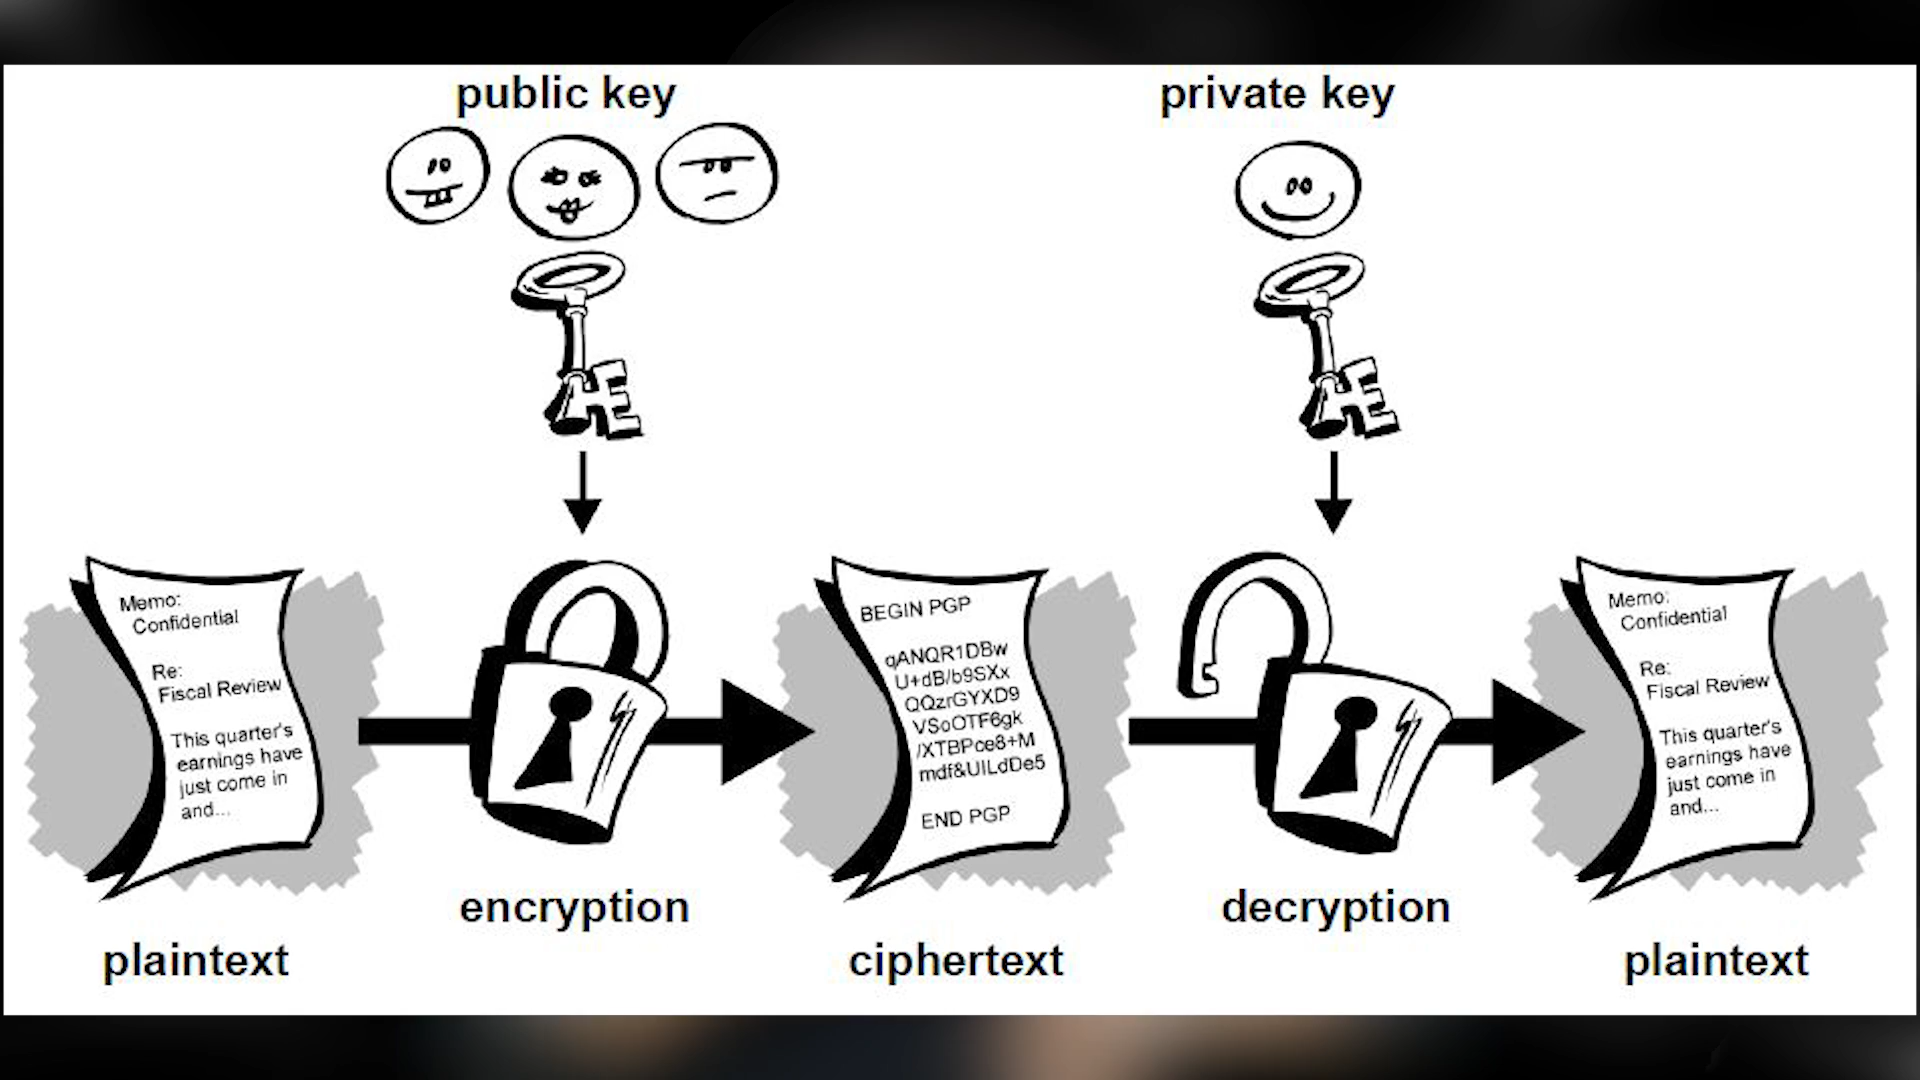 public key
private key
Memo:
Confidential
Re:
Fiscal Review
This quarter's
earnings have
just come in
and...
BEGIN PGP
qANQR1DBw
U+dB/b9SXx
QQzrGYXD9
VSoOTF6gk
/XTBPce8+M
mdf&UILdDe5
END PGP
Memo:
Confidential
Re:
Fiscal Review
This quarter's
earnings have
just come in
and...
encryption
decryption
plaintext
ciphertext
plaintext